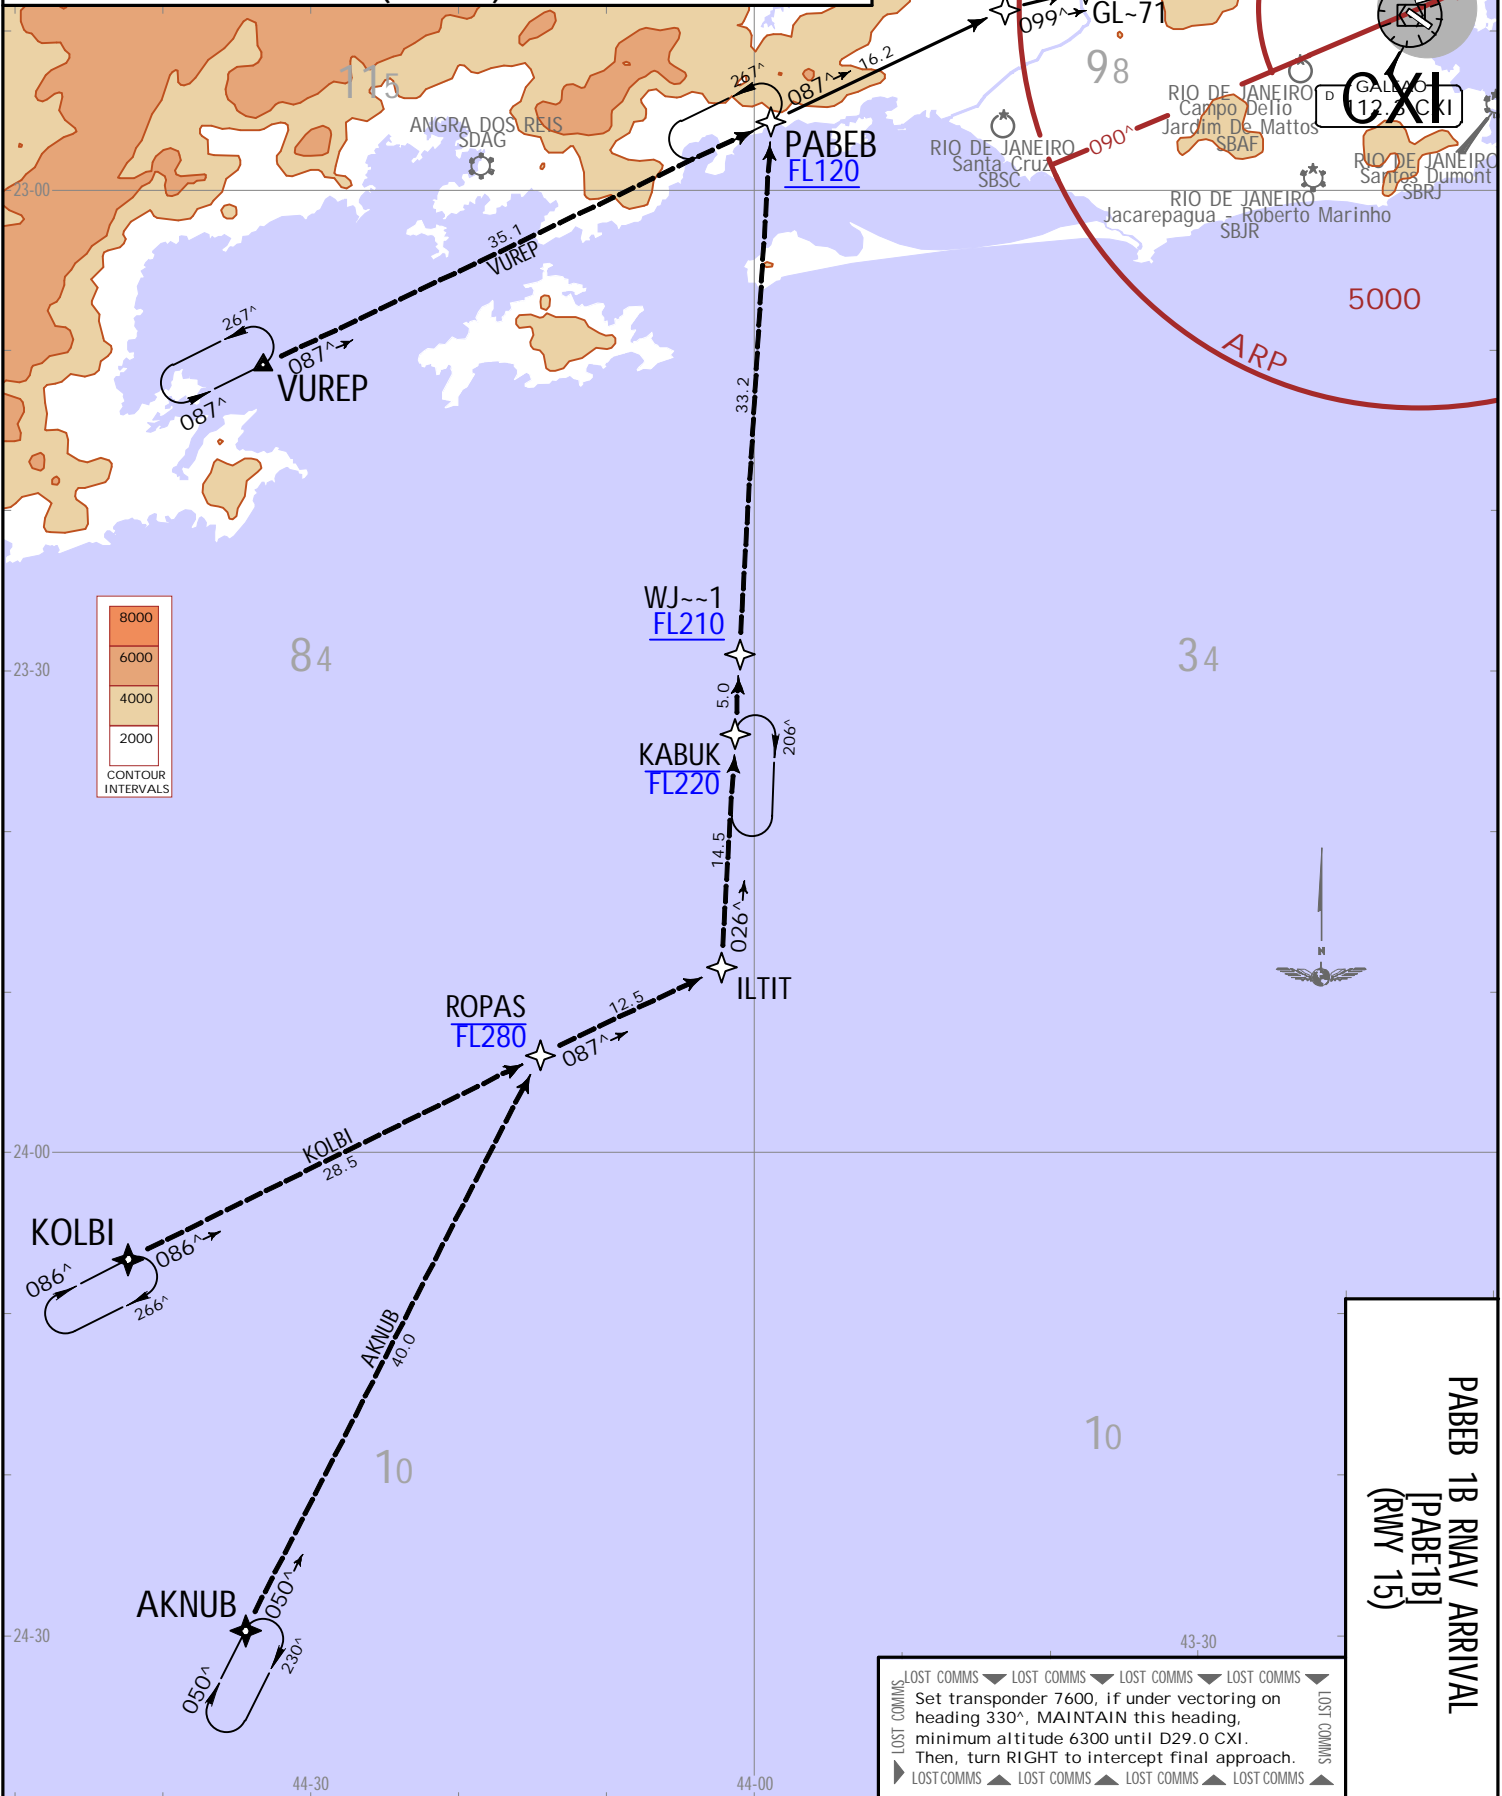 GL~71
099^
16.2
087^
267^
115
98
PABEB
FL120
ANGRA DOS REIS
SDAG
RIO DE JANEIRO
Santa Cruz
SBSC
RIO DE JANEIRO
Campo Delio
Jardim De Mattos
SBAF
090^
D
GALEAO
CXI
RIO DE JANEIRO
Santos Dumont
SBRJ
RIO DE JANEIRO
Jacarepagua - Roberto Marinho
SBJR
23-00
35.1
VUREP
5000
ARP
267^
087^
VUREP
087^
33.2
WJ~~1
FL210
8000
6000
4000
2000
CONTOUR
INTERVALS
84
34
23-30
5.0
KABUK
FL220
206^
14.5
026^
N
ILTIT
ROPAS
FL280
12.5
087^
24-00
KOLBI
28.5
KOLBI
086^
086^
266^
AKNUB
40.0
10
10
AKNUB
050^
050^
230^
24-30
43-30
44-30
44-00
PABEB 1B RNAV ARRIVAL
[PABE1B]
(RWY 15)
LOST COMMS LOST COMMS LOST COMMS LOST COMMS
LOST COMMS
Set transponder 7600, if under vectoring on
heading 330^, MAINTAIN this heading,
minimum altitude 6300 until D29.0 CXI.
Then, turn RIGHT to intercept final approach.
LOST COMMS
LOST COMMS LOST COMMS LOST COMMS LOST COMMS